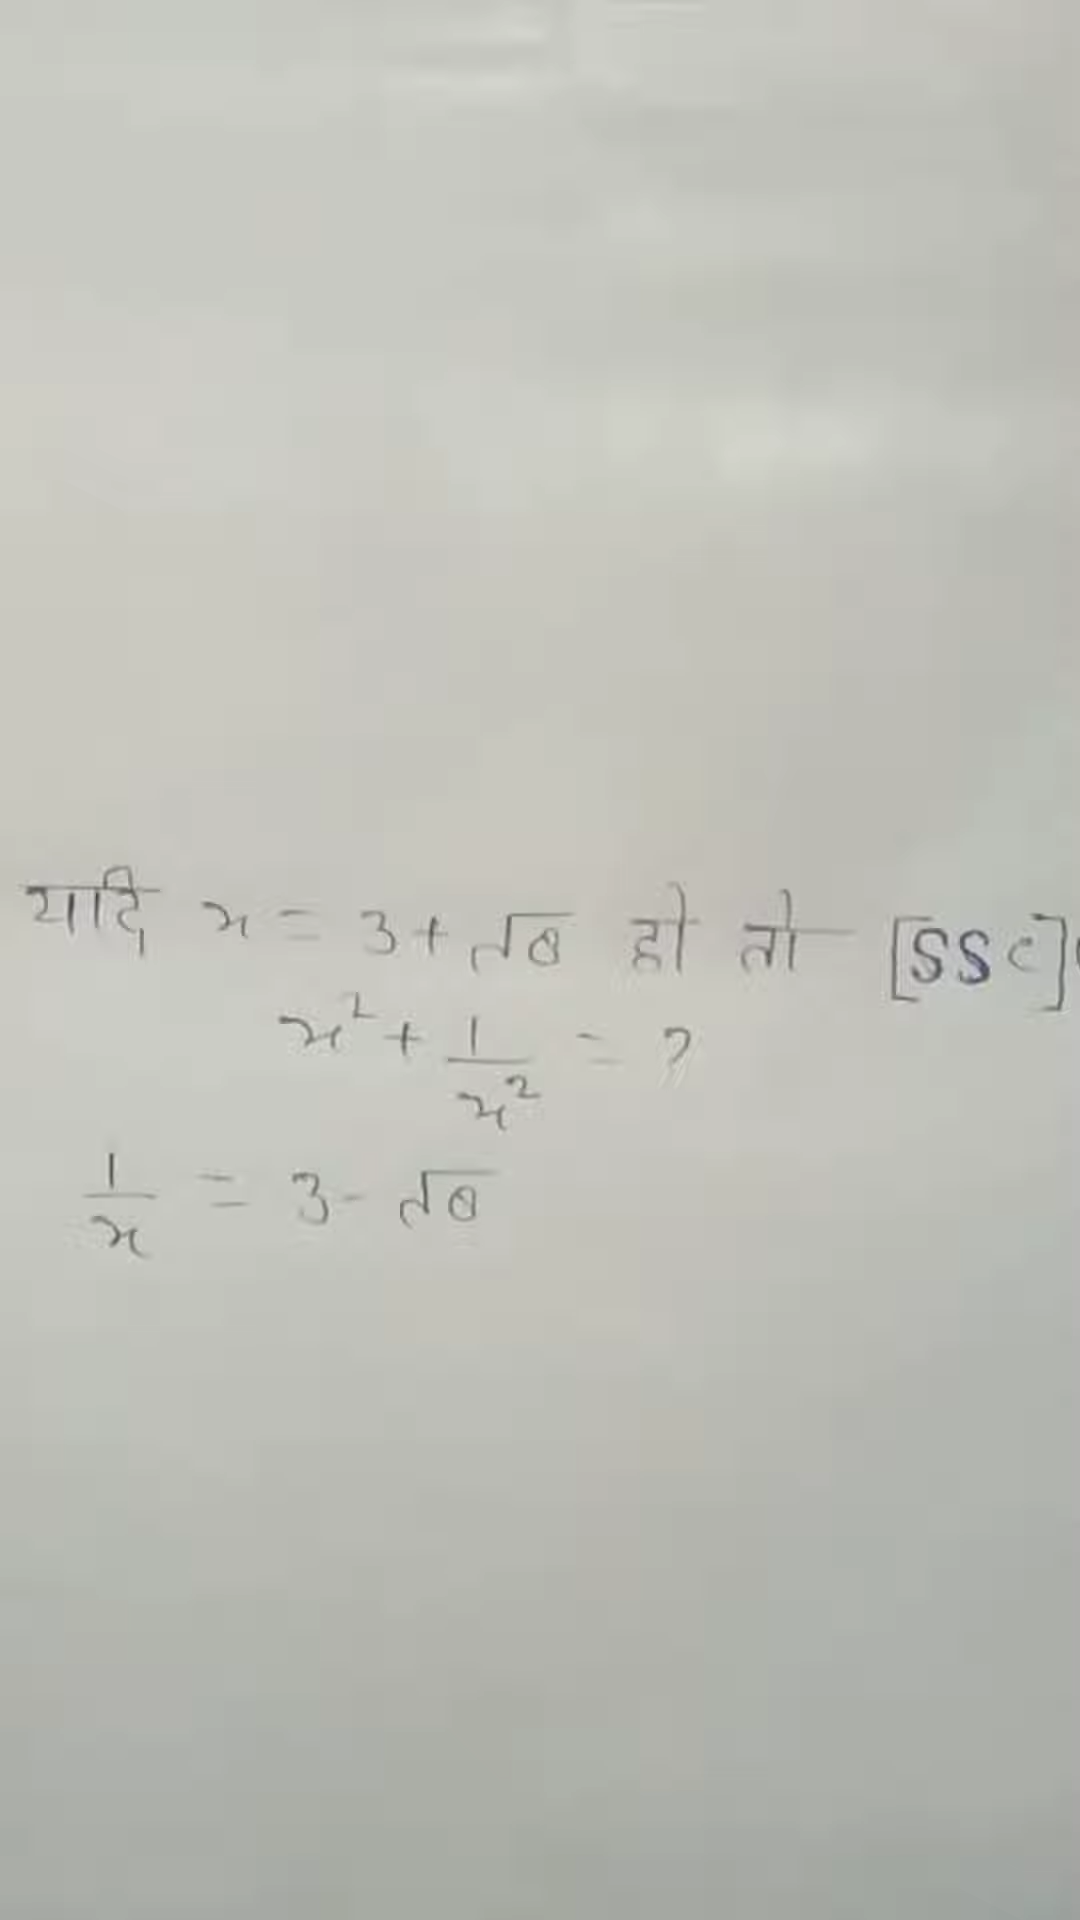 यदि x = 3 + √8 हो तो [SSC]
x² + 1/x² = ?
1/x = 3 - √8